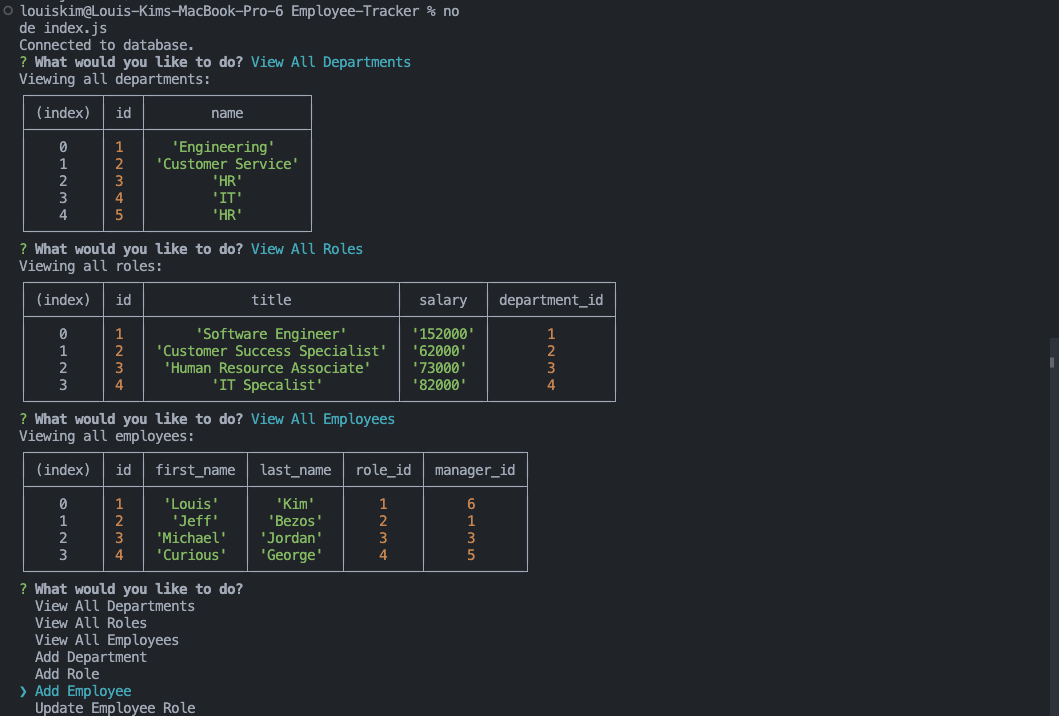 louiskim@Louis-Kims-MacBook-Pro-6 Employee-Tracker % no
de index.js
Connected to database.
? What would you like to do? View All Departments
Viewing all departments:
(index) id name
0 1 'Engineering'
1 2 'Customer Service'
2 3 'HR'
3 4 'IT'
4 5 'HR'
? What would you like to do? View All Roles
Viewing all roles:
(index) id title salary department_id
0 1 'Software Engineer' '152000' 1
1 2 'Customer Success Specialist' '62000' 2
2 3 'Human Resource Associate' '73000' 3
3 4 'IT Specalist' '82000' 4
? What would you like to do? View All Employees
Viewing all employees:
(index) id first_name last_name role_id manager_id
0 1 'Louis' 'Kim' 1 6
1 2 'Jeff' 'Bezos' 2 1
2 3 'Michael' 'Jordan' 3 3
3 4 'Curious' 'George' 4 5
? What would you like to do?
View All Departments
View All Roles
View All Employees
Add Department
Add Role
❯ Add Employee
Update Employee Role